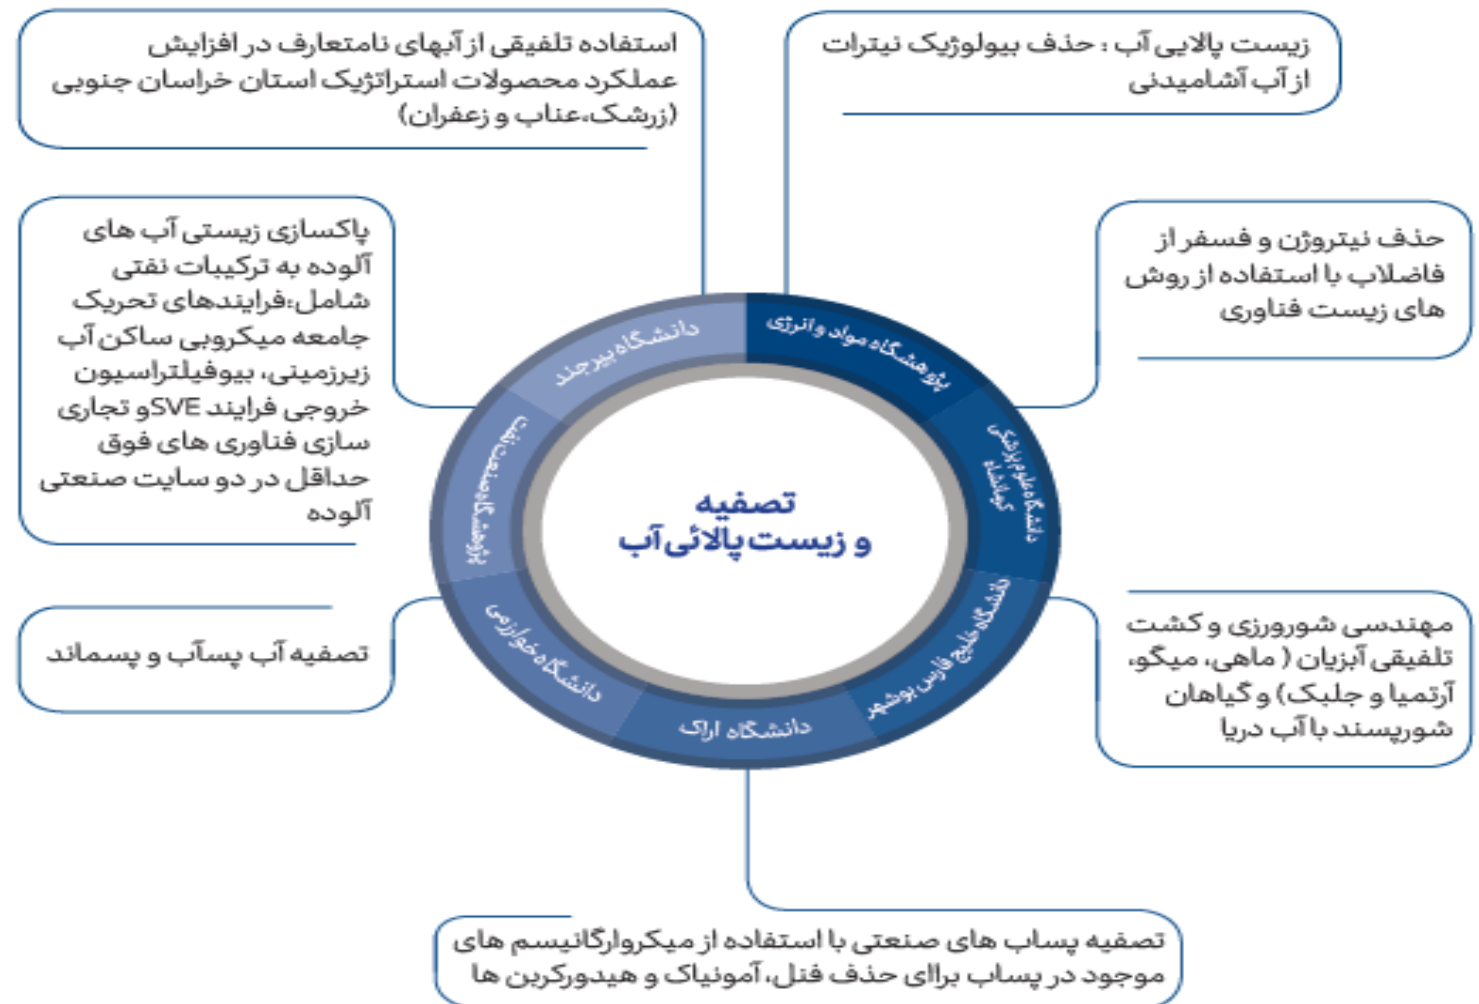 زیست پالایی آب : حذف بیولوژیک نیترات
از آب آشامیدنی
استفاده تلفیقی از آبهای نامتعارف در افزایش
عملکرد محصولات استراتژیک استان خراسان جنوبی
(زرشک،عناب و زعفران)
حذف نیتروژن و فسفر از
فاضلاب با استفاده از روش
های زیست فناوری
پاکسازی زیستی آب های
آلوده به ترکیبات نفتی
شامل:فرایندهای تحریک
جامعه میکروبی ساکن آب
زیرزمینی، بیوفیلتراسیون
خروجی فرایند SVEو تجاری
سازی فناوری های فوق
حداقل در دو سایت صنعتی
آلوده
پژوهشگاه مواد و انرژی
دانشگاه علوم پزشکی
کرمانشاه
دانشگاه خلیج فارس بوشهر
دانشگاه اراک
دانشگاه خوارزمی
پژوهشگاه صنعت نفت
دانشگاه بیرجند
تصفیه
و زیست پالائی آب
مهندسی شورورزی و کشت
تلفیقی آبزیان ( ماهی، میگو،
آرتمیا و جلبک) و گیاهان
شورپسند با آب دریا
تصفیه آب پسآب و پسماند
تصفیه پساب های صنعتی با استفاده از میکروارگانیسم های
موجود در پساب براای حذف فنل، آمونیاک و هیدورکربن ها